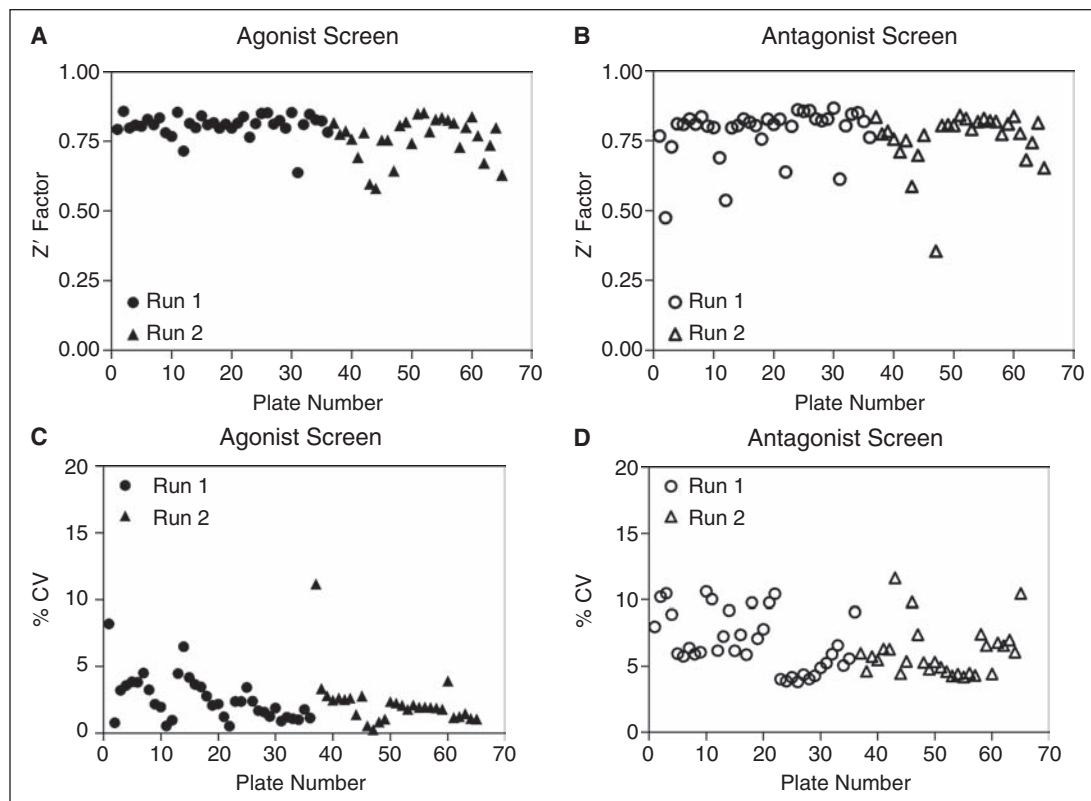 A Agonist Screen
1.00
0.75
0.50
0.25
0.00
Z′ Factor
Run 1
Run 2
0 10 20 30 40 50 60 70
Plate Number
B Antagonist Screen
1.00
0.75
0.50
0.25
0.00
Z′ Factor
Run 1
Run 2
0 10 20 30 40 50 60 70
Plate Number
C Agonist Screen
20
15
10
5
0
% CV
Run 1
Run 2
0 10 20 30 40 50 60 70
Plate Number
D Antagonist Screen
20
15
10
5
0
% CV
Run 1
Run 2
0 10 20 30 40 50 60 70
Plate Number